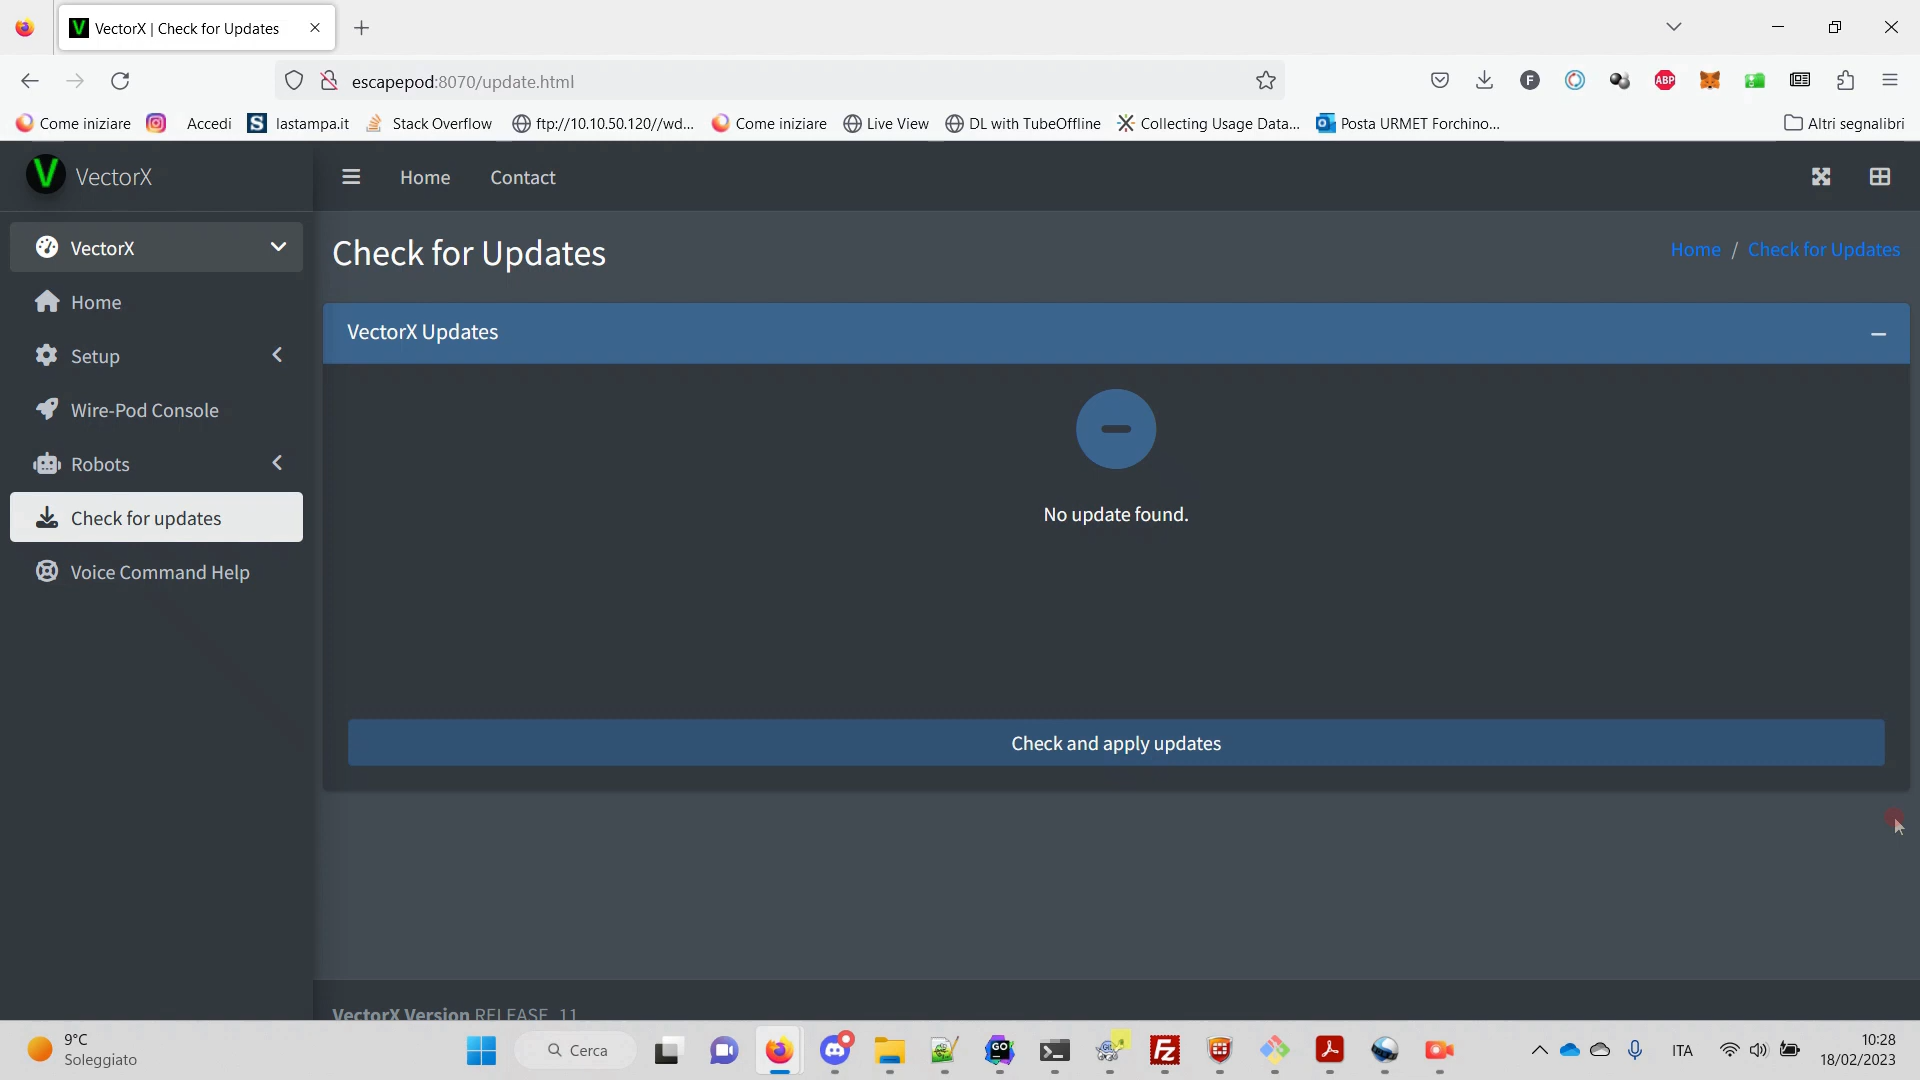 VectorX | Check for Updates
escapepod:8070/update.html
Come iniziare
Accedi
lastampa.it
Stack Overflow
ftp://10.10.50.120//wd...
Come iniziare
Live View
DL with TubeOffline
Collecting Usage Data...
Posta URMET Forchino...
Altri segnalibri
VectorX
Home
Contact
VectorX
Home
Setup
Wire-Pod Console
Robots
Check for updates
Voice Command Help
Check for Updates
Home / Check for Updates
VectorX Updates
No update found.
Check and apply updates
VectorX Version RELEASE_11
9°C
Soleggiato
Cerca
ITA
10:28
18/02/2023